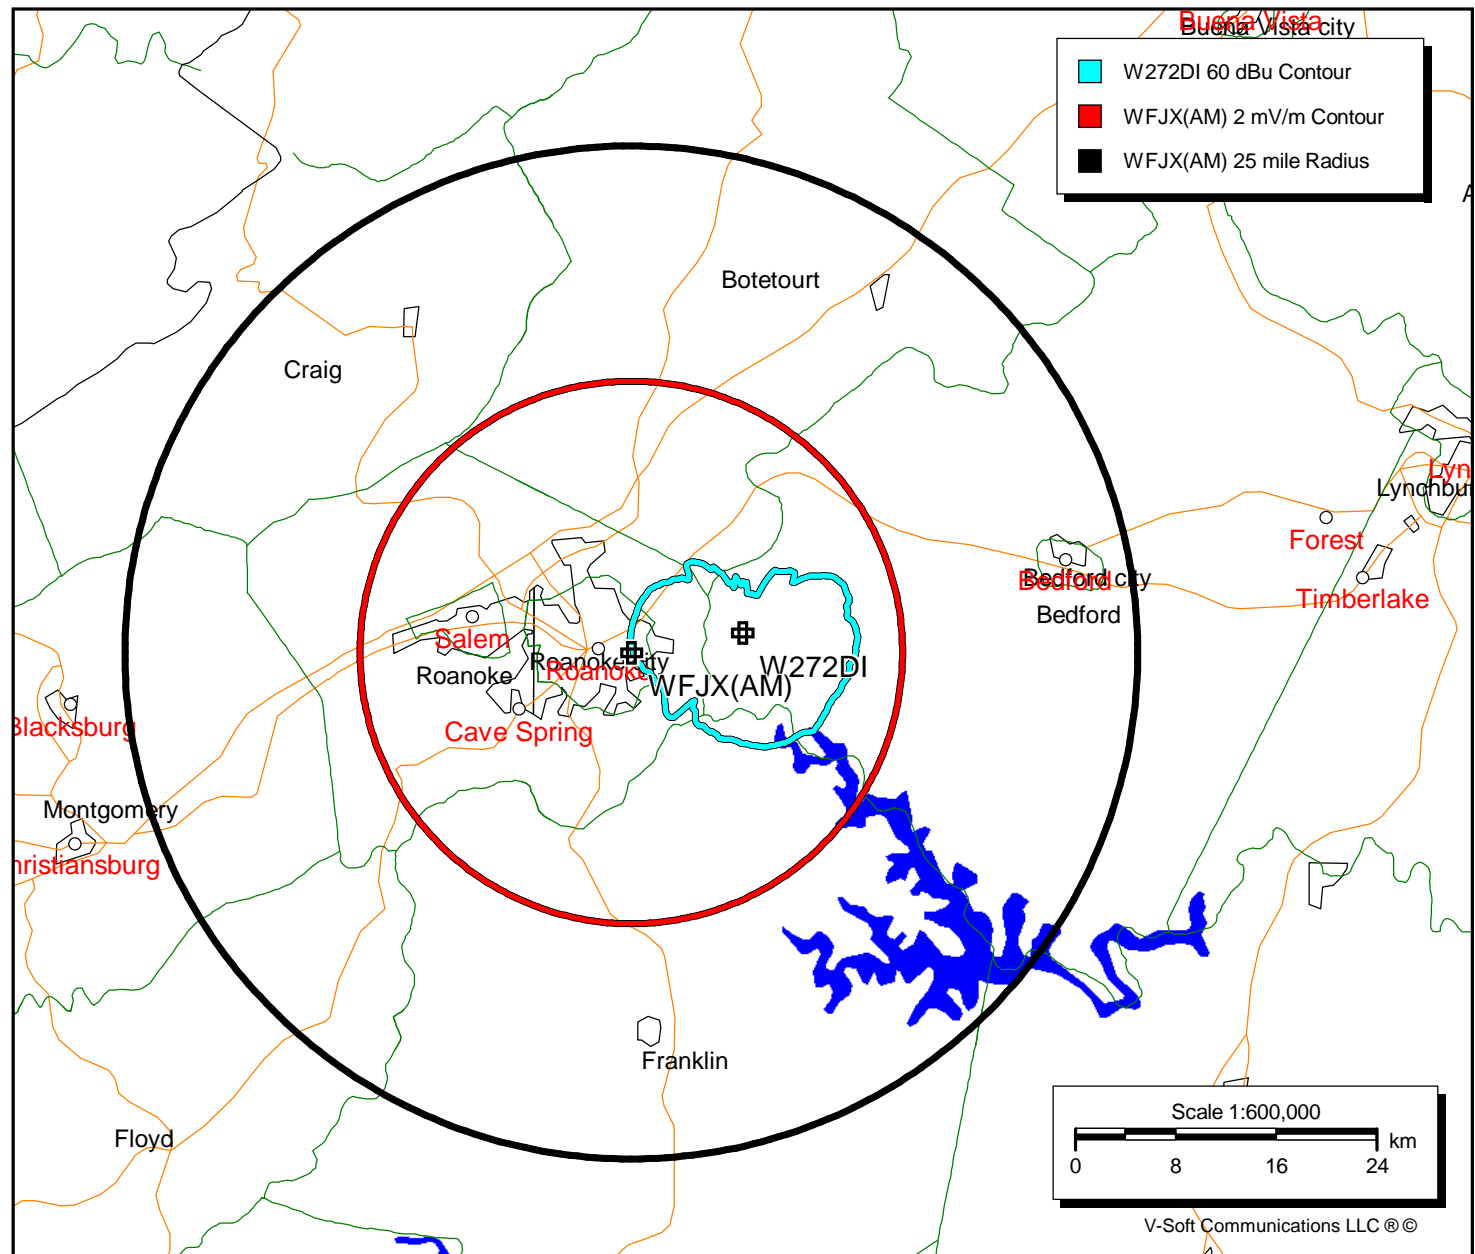 Buena Vista
Buena Vista city
W272DI 60 dBu Contour
WFJX(AM) 2 mV/m Contour
WFJX(AM) 25 mile Radius
A
Botetourt
Craig
Lyn
Lynchbur
Forest
Bedford city
Bedford
Timberlake
Bedford
Salem
Roanoke city
Roanoke
Roanoke
W272DI
WFJX(AM)
Cave Spring
Blacksburg
Montgomery
hristiansburg
Franklin
Floyd
Scale 1:600,000
km
0 8 16 24
V-Soft Communications LLC ® ©